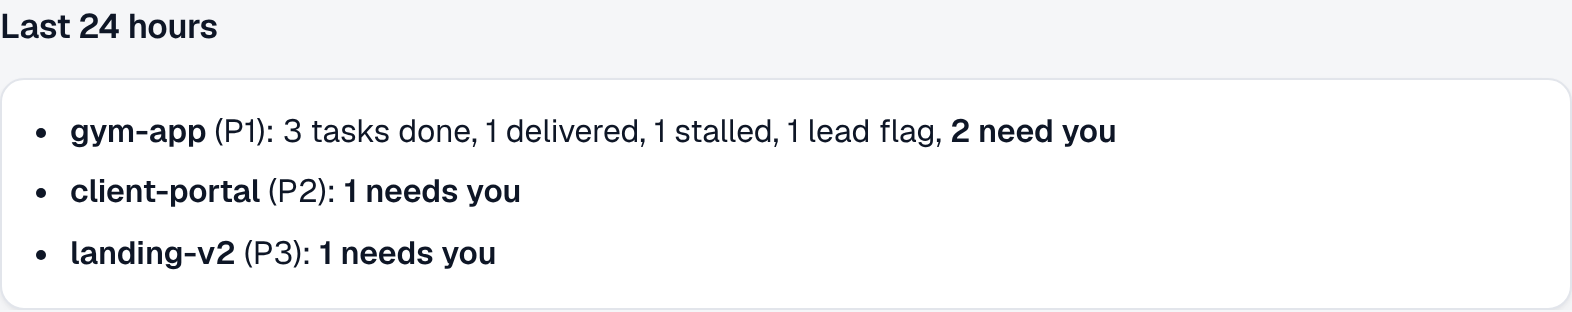 Last 24 hours
• gym-app (P1): 3 tasks done, 1 delivered, 1 stalled, 1 lead flag, 2 need you
• client-portal (P2): 1 needs you
• landing-v2 (P3): 1 needs you